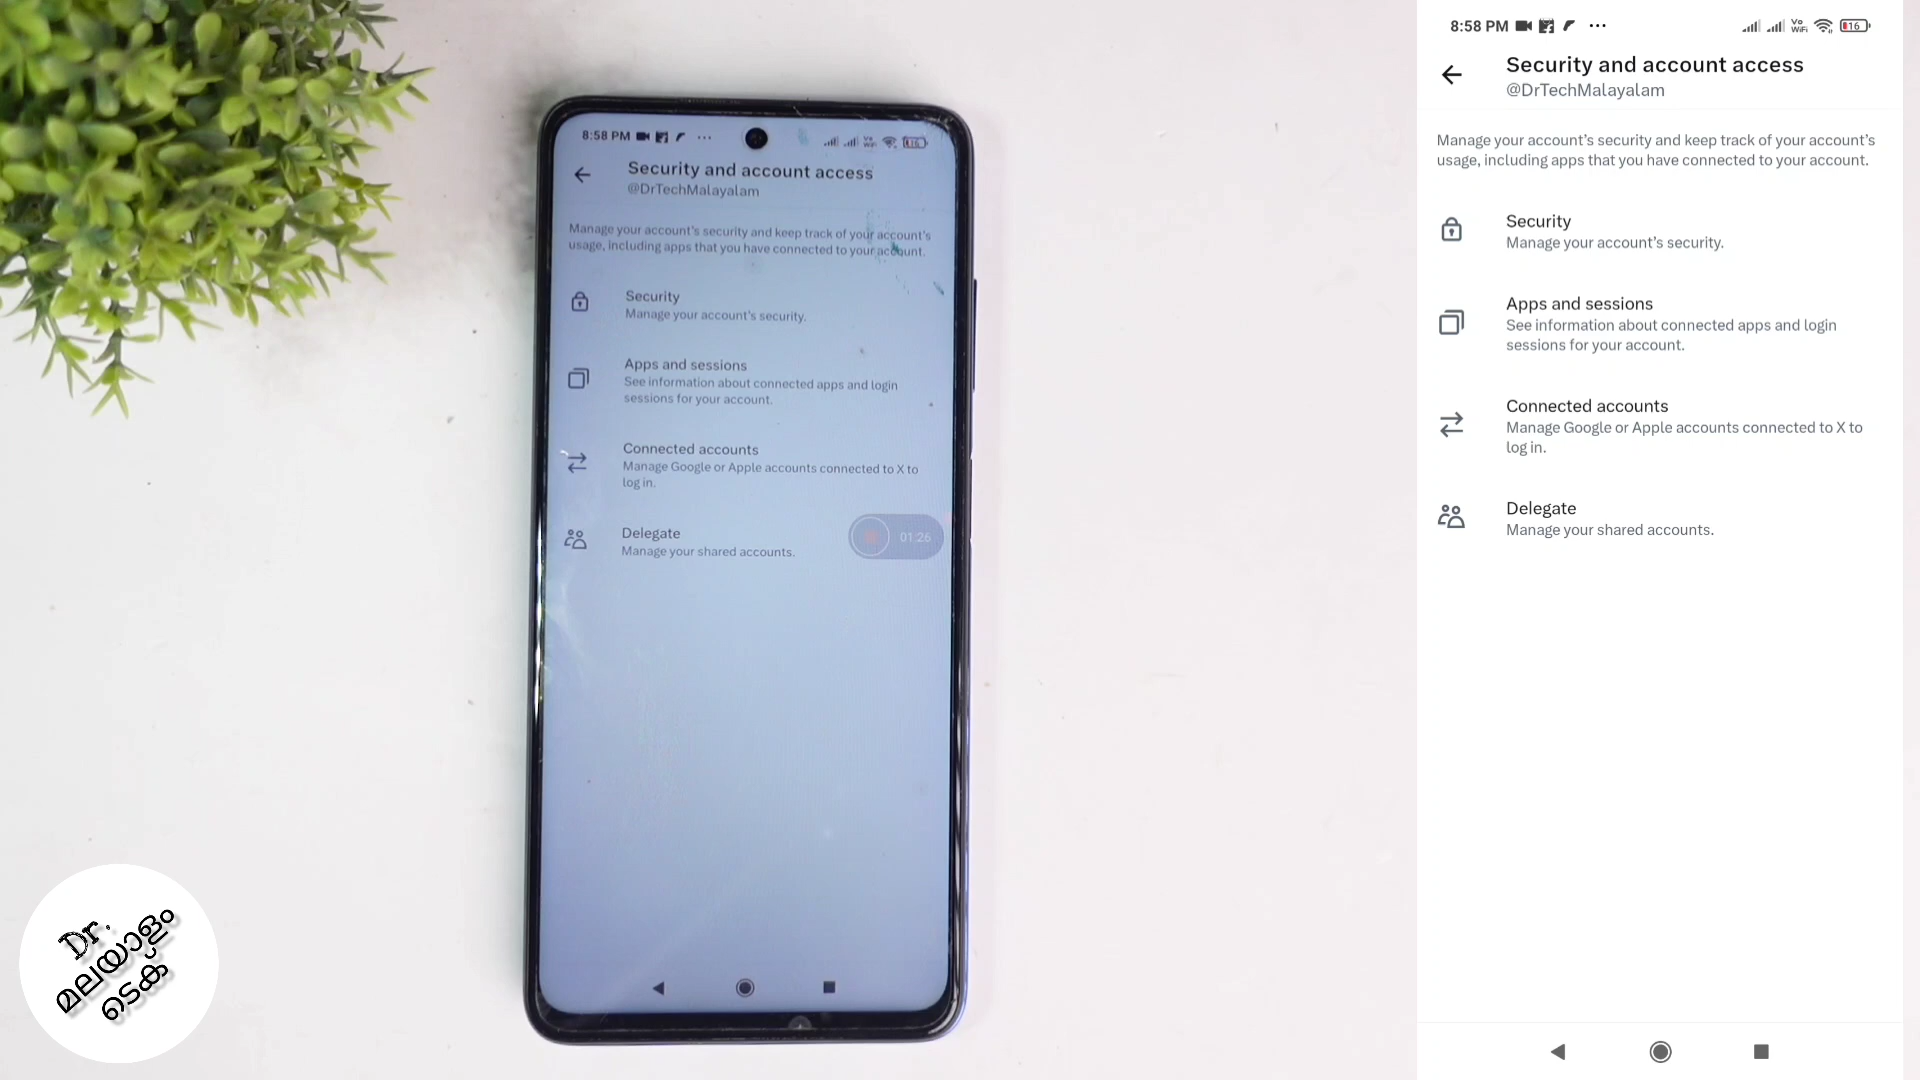 8:58 PM
16
Security and account access
@DrTechMalayalam
Manage your account's security and keep track of your account's
usage, including apps that you have connected to your account.
Security
Manage your account's security.
Apps and sessions
See information about connected apps and login
sessions for your account.
Connected accounts
Manage Google or Apple accounts connected to X to
log in.
Delegate
Manage your shared accounts.
01:26
8:58 PM
Vo
WiFi
16
Security and account access
@DrTechMalayalam
Manage your account's security and keep track of your account's
usage, including apps that you have connected to your account.
Security
Manage your account's security.
Apps and sessions
See information about connected apps and login
sessions for your account.
Connected accounts
Manage Google or Apple accounts connected to X to
log in.
Delegate
Manage your shared accounts.
Dr.
മലയാളം
ടെക്